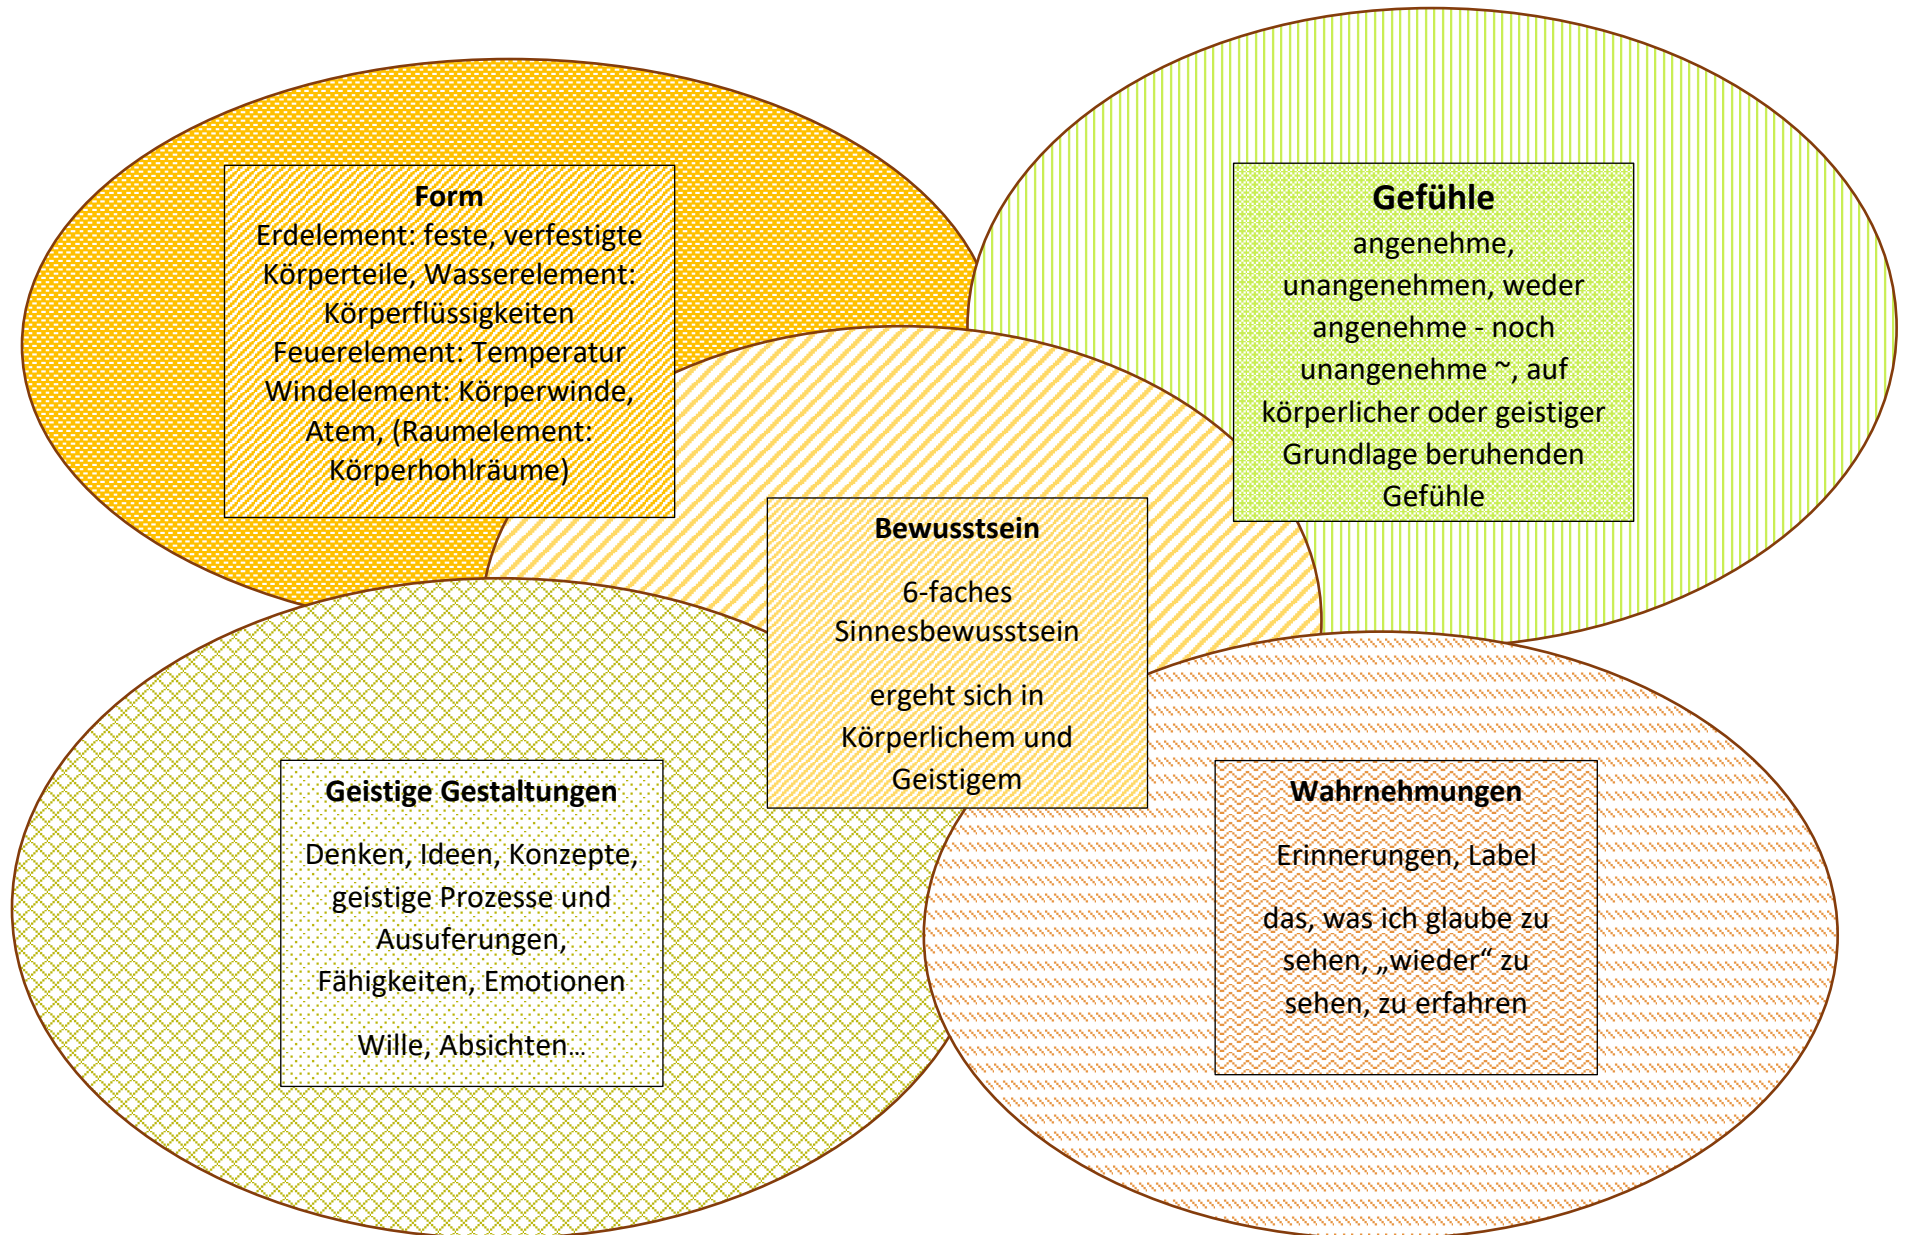 Form
Erdelement: feste, verfestigte
Körperteile, Wasserelement:
Körperflüssigkeiten
Feuerelement: Temperatur
Windelement: Körperwinde,
Atem, (Raumelement:
Körperhohlräume)
Gefühle
angenehme,
unangenehmen, weder
angenehme - noch
unangenehme ~, auf
körperlicher oder geistiger
Grundlage beruhenden
Gefühle
Bewusstsein
6-faches
Sinnesbewusstsein
ergeht sich in
Körperlichem und
Geistigem
Geistige Gestaltungen
Denken, Ideen, Konzepte,
geistige Prozesse und
Ausuferungen,
Fähigkeiten, Emotionen
Wille, Absichten…
Wahrnehmungen
Erinnerungen, Label
das, was ich glaube zu
sehen, „wieder“ zu
sehen, zu erfahren